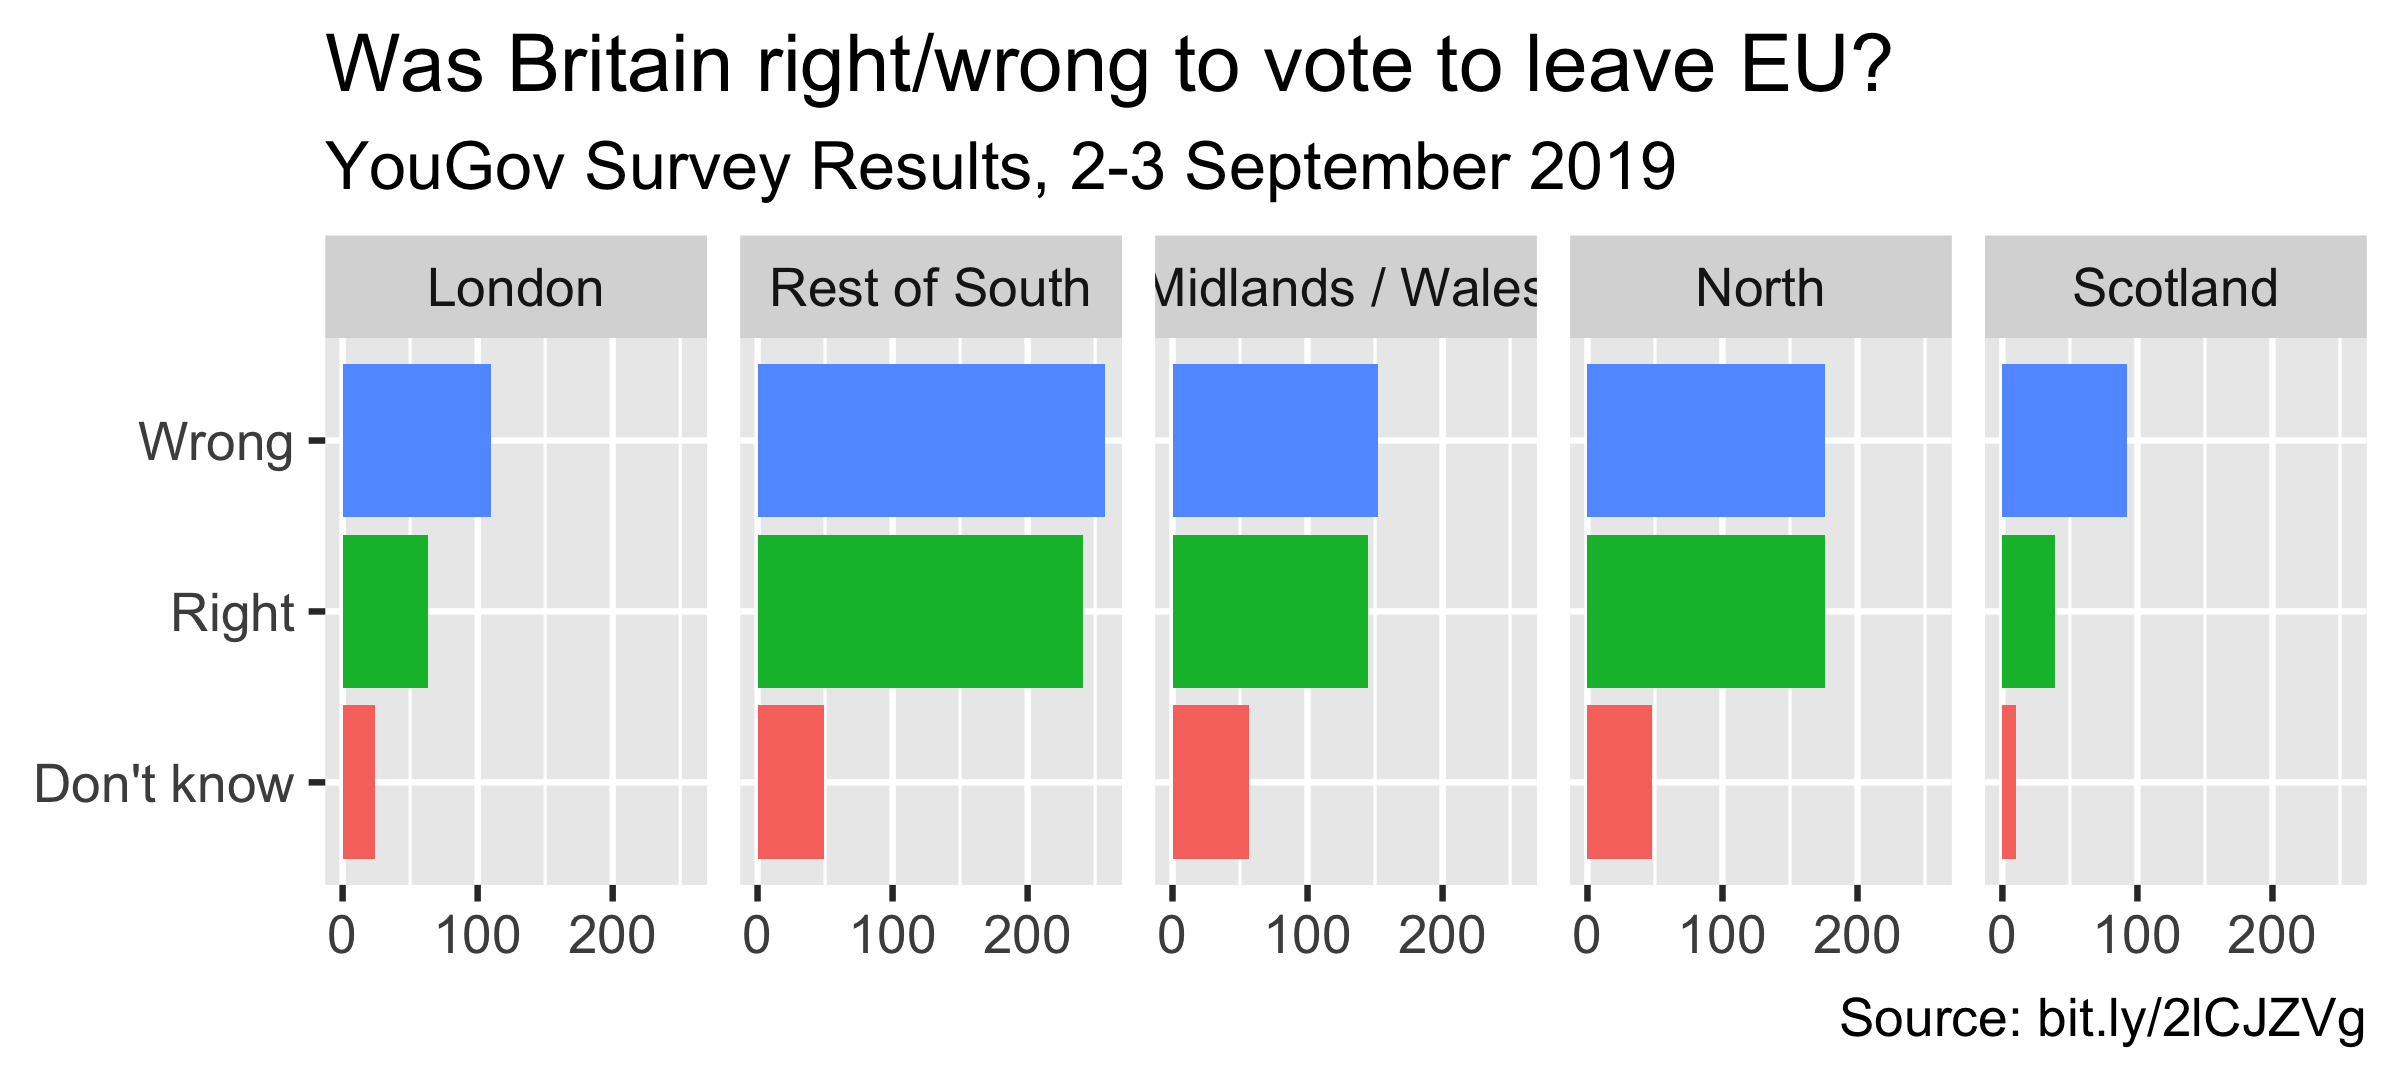 Was Britain right/wrong to vote to leave EU?
YouGov Survey Results, 2-3 September 2019
London Rest of South Midlands / Wales North Scotland
Wrong
Right
Don't know
0 100 200 0 100 200 0 100 200 0 100 200 0 100 200
Source: bit.ly/2lCJZVg